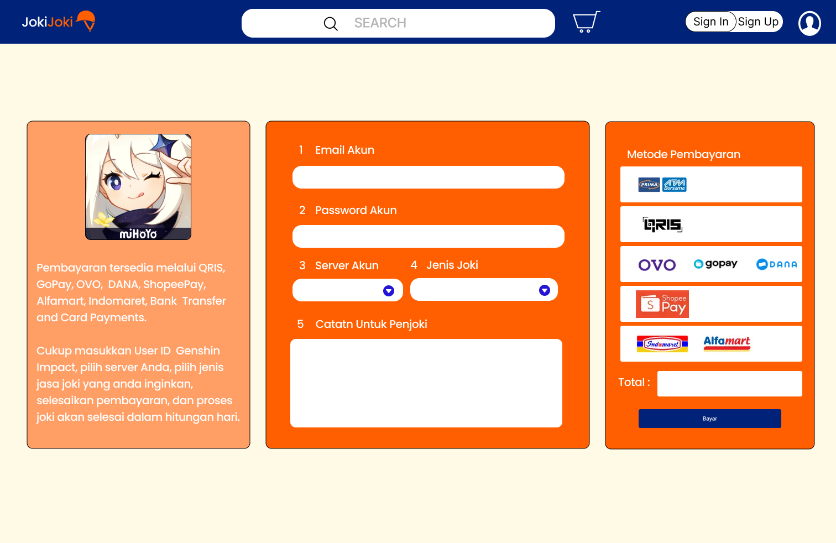 JokiJoki
SEARCH
Sign In
Sign Up
miHoYo
Pembayaran tersedia melalui QRIS,
GoPay, OVO, DANA, ShopeePay,
Alfamart, Indomaret, Bank Transfer
and Card Payments.
Cukup masukkan User ID Genshin
Impact, pilih server Anda, pilih jenis
jasa joki yang anda inginkan,
selesaikan pembayaran, dan proses
joki akan selesai dalam hitungan hari.
1 Email Akun
2 Password Akun
3 Server Akun
4 Jenis Joki
5 Catatn Untuk Penjoki
Metode Pembayaran
PRIMA
ATM
Bersama
QRIS
OVO
gopay
DANA
Shopee
Pay
Indomaret
Alfamart
Total :
Bayar